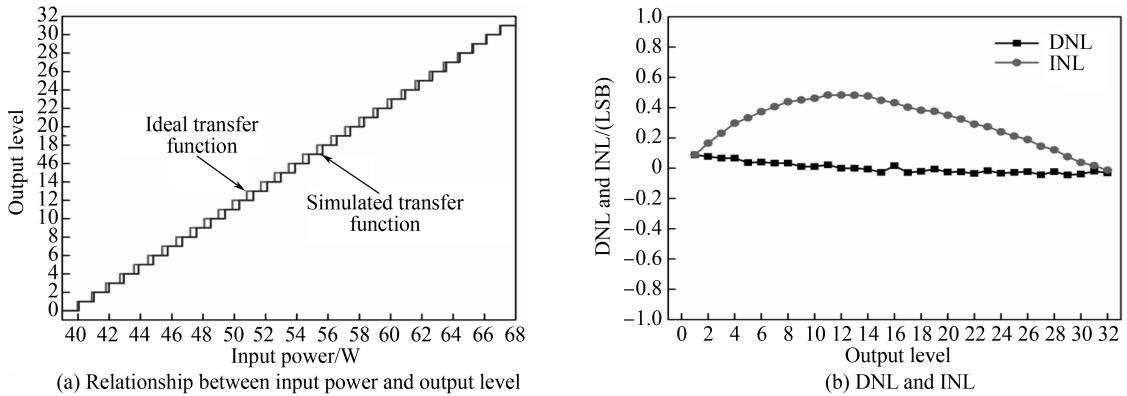 Output level
32
30
28
26
24
22
20
18
46
14
12
10
8
6
4
2
0
Ideal transfer
function
Simulated transfer
function
40 42 44 46 48 50 52 54 56 58 60 62 64 66 68
Input power/W
(a) Relationship between input power and output level
DNL and INL/(LSB)
1.0
0.8
0.6
0.4
0.2
0
−0.2
−0.4
−0.6
−0.8
−1.0
DNL
INL
0 2 4 6 8 10 12 14 16 18 20 22 24 26 28 30 32
Output level
(b) DNL and INL